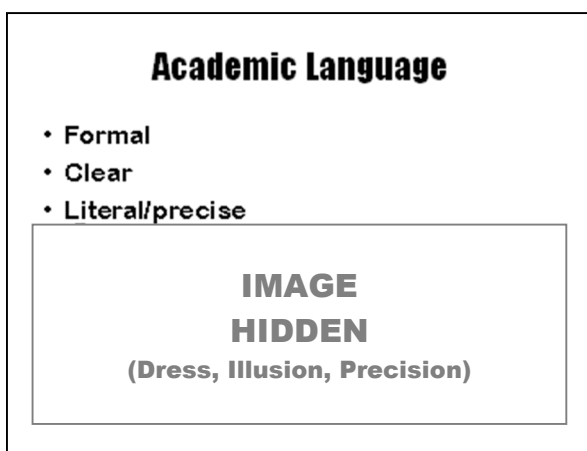 Academic Language
• Formal
• Clear
• Literal/precise
IMAGE
HIDDEN
(Dress, Illusion, Precision)